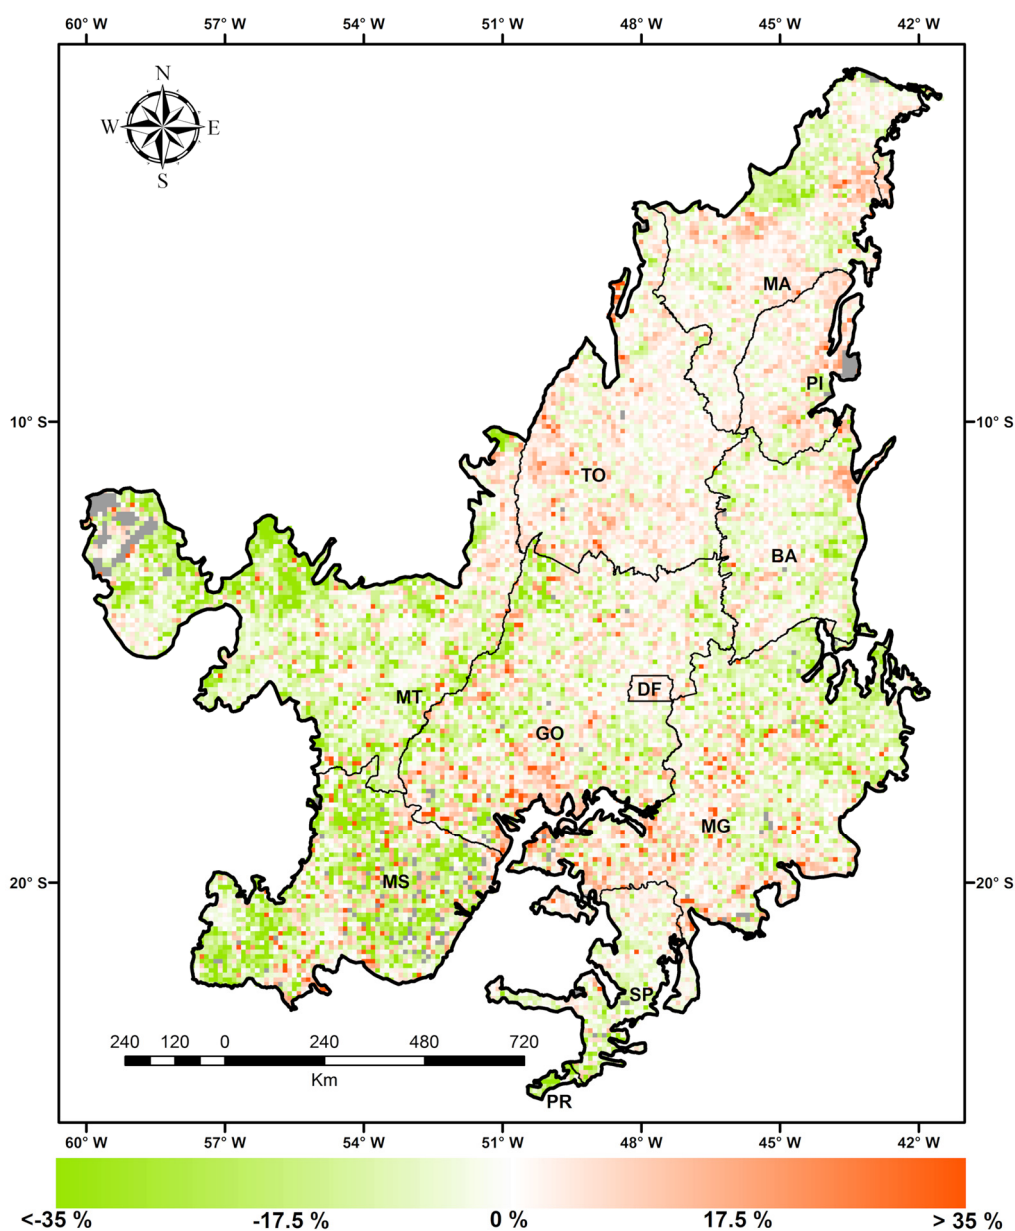 60° W 57° W 54° W 51° W 48° W 45° W 42° W
N
W E
S
MA
PI
10° S 10° S
TO
BA
DF
MT
GO
MG
20° S 20° S
MS
SP
240 120 0 240 480 720
Km
PR
60° W 57° W 54° W 51° W 48° W 45° W 42° W
<-35 % -17.5 % 0 % 17.5 % > 35 %